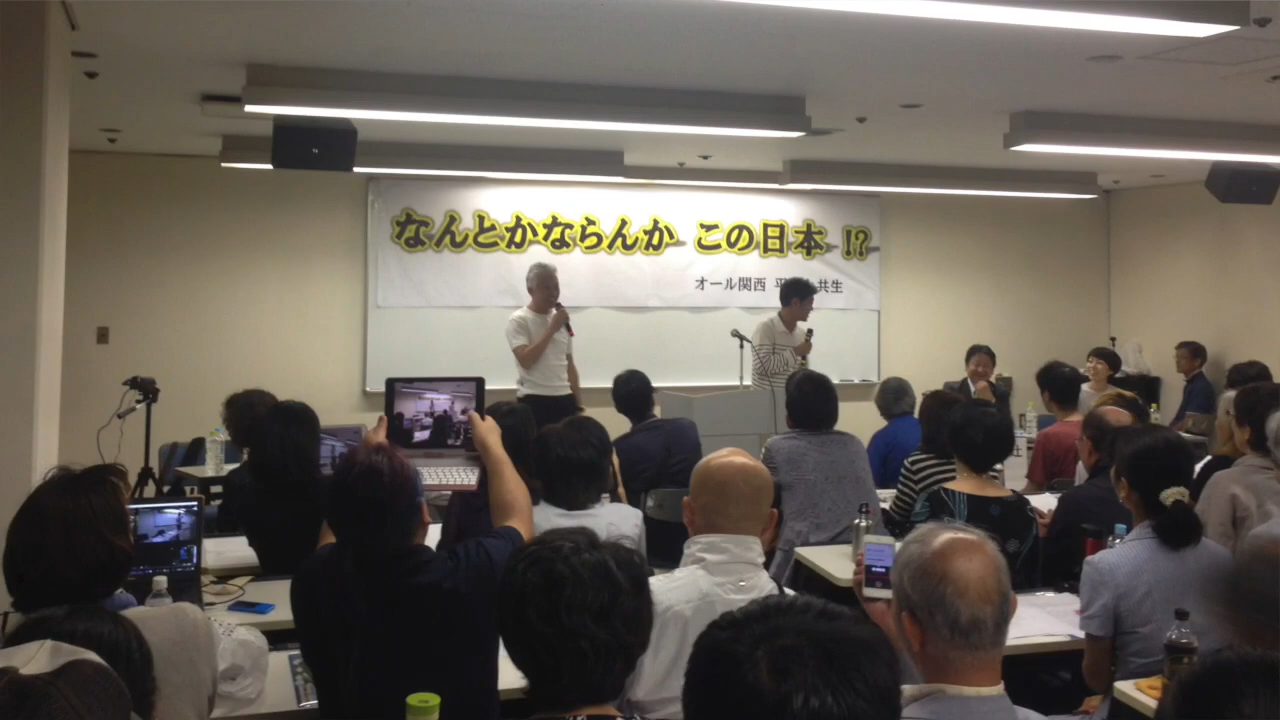 なんとかならんか この日本 !?
オール関西 平 共生